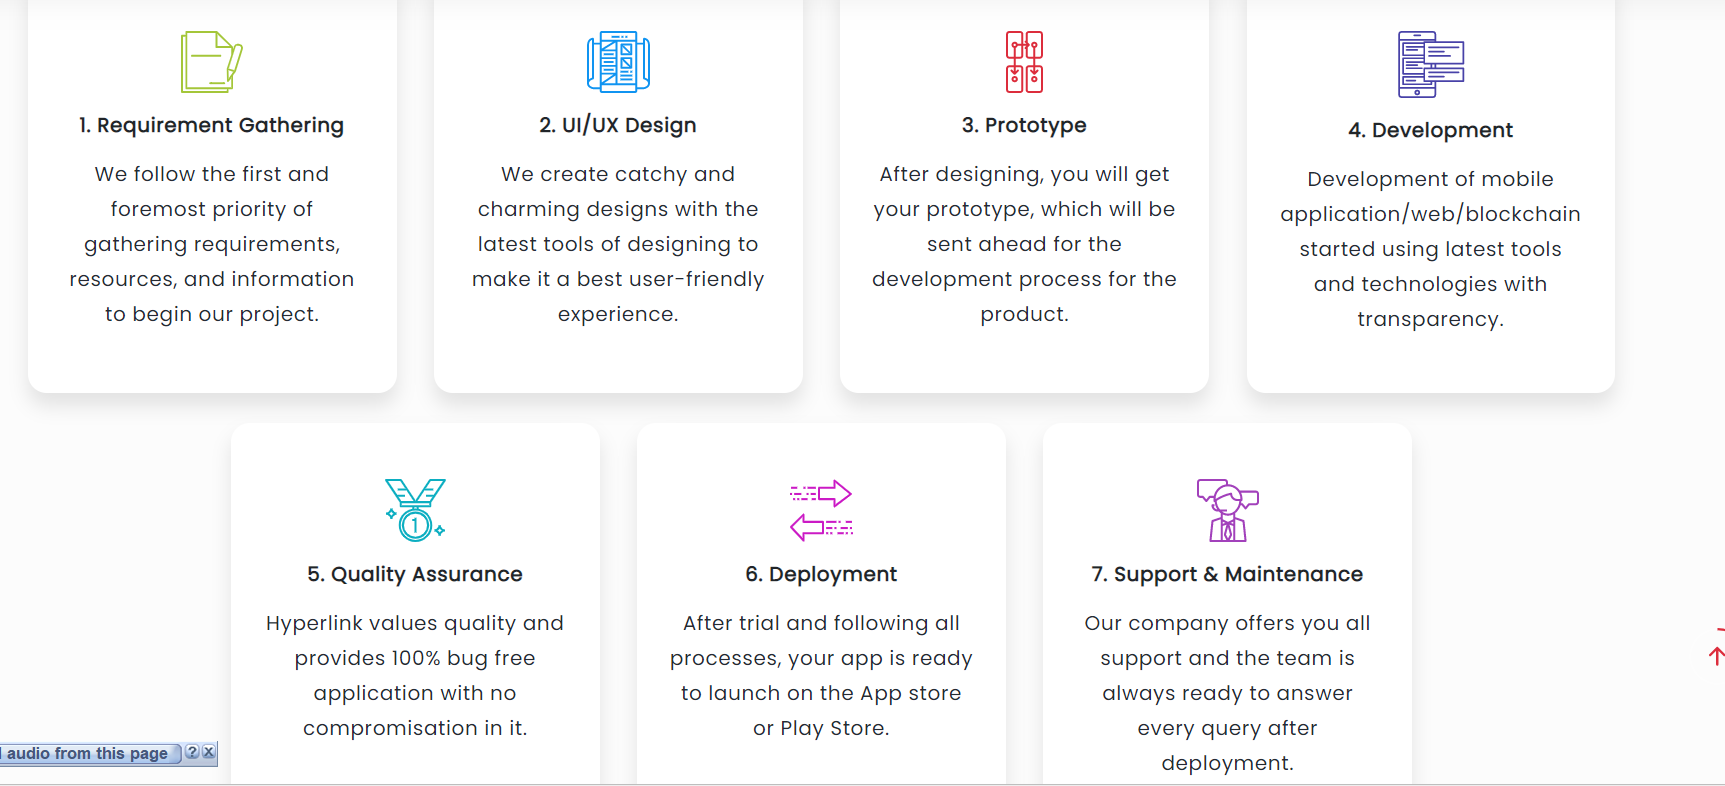 1. Requirement Gathering
We follow the first and
foremost priority of
gathering requirements,
resources, and information
to begin our project.
2. UI/UX Design
We create catchy and
charming designs with the
latest tools of designing to
make it a best user-friendly
experience.
3. Prototype
After designing, you will get
your prototype, which will be
sent ahead for the
development process for the
product.
4. Development
Development of mobile
application/web/blockchain
started using latest tools
and technologies with
transparency.
1
5. Quality Assurance
Hyperlink values quality and
provides 100% bug free
application with no
compromisation in it.
6. Deployment
After trial and following all
processes, your app is ready
to launch on the App store
or Play Store.
7. Support & Maintenance
Our company offers you all
support and the team is
always ready to answer
every query after
deployment.
audio from this page ? X